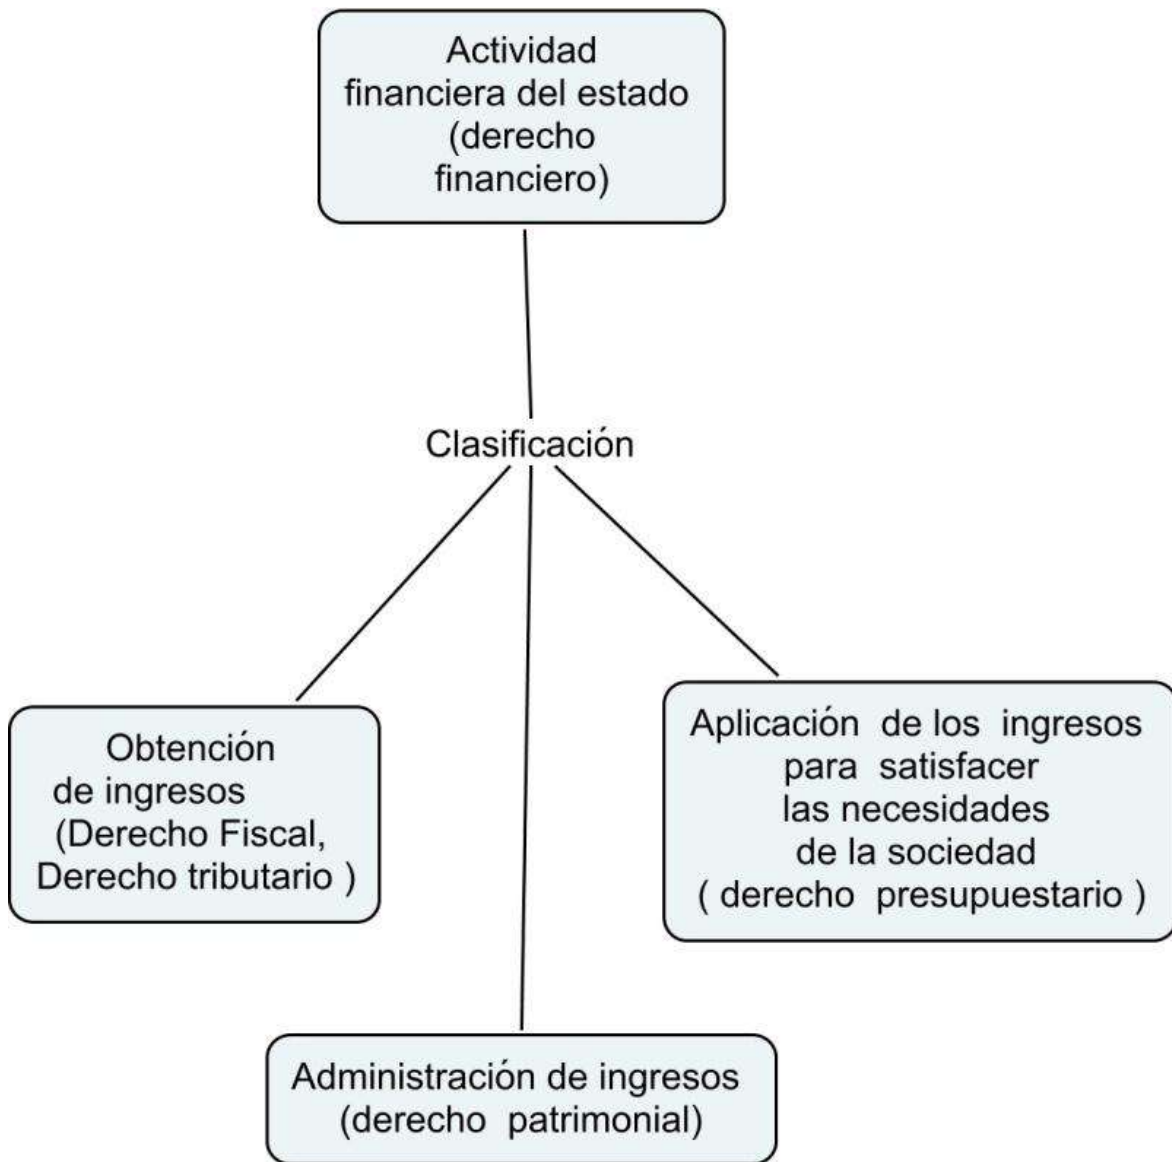 Actividad
financiera del estado
(derecho
financiero)
Clasificación
Obtención
de ingresos
(Derecho Fiscal,
Derecho tributario )
Aplicación de los ingresos
para satisfacer
las necesidades
de la sociedad
( derecho presupuestario )
Administración de ingresos
(derecho patrimonial)